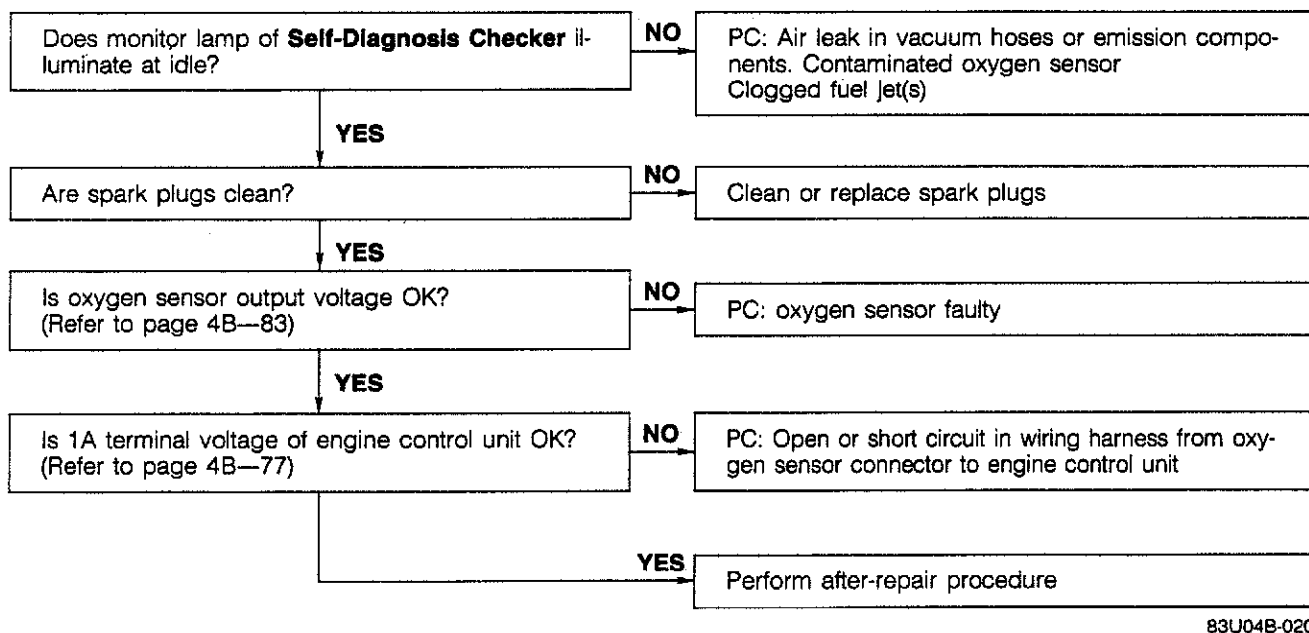 Does monitor lamp of Self-Diagnosis Checker il-
luminate at idle?
NO
PC: Air leak in vacuum hoses or emission compo-
nents. Contaminated oxygen sensor
Clogged fuel jet(s)
YES
Are spark plugs clean?
NO
Clean or replace spark plugs
YES
Is oxygen sensor output voltage OK?
(Refer to page 4B—83)
NO
PC: oxygen sensor faulty
YES
Is 1A terminal voltage of engine control unit OK?
(Refer to page 4B—77)
NO
PC: Open or short circuit in wiring harness from oxy-
gen sensor connector to engine control unit
YES
Perform after-repair procedure
83U04B-020